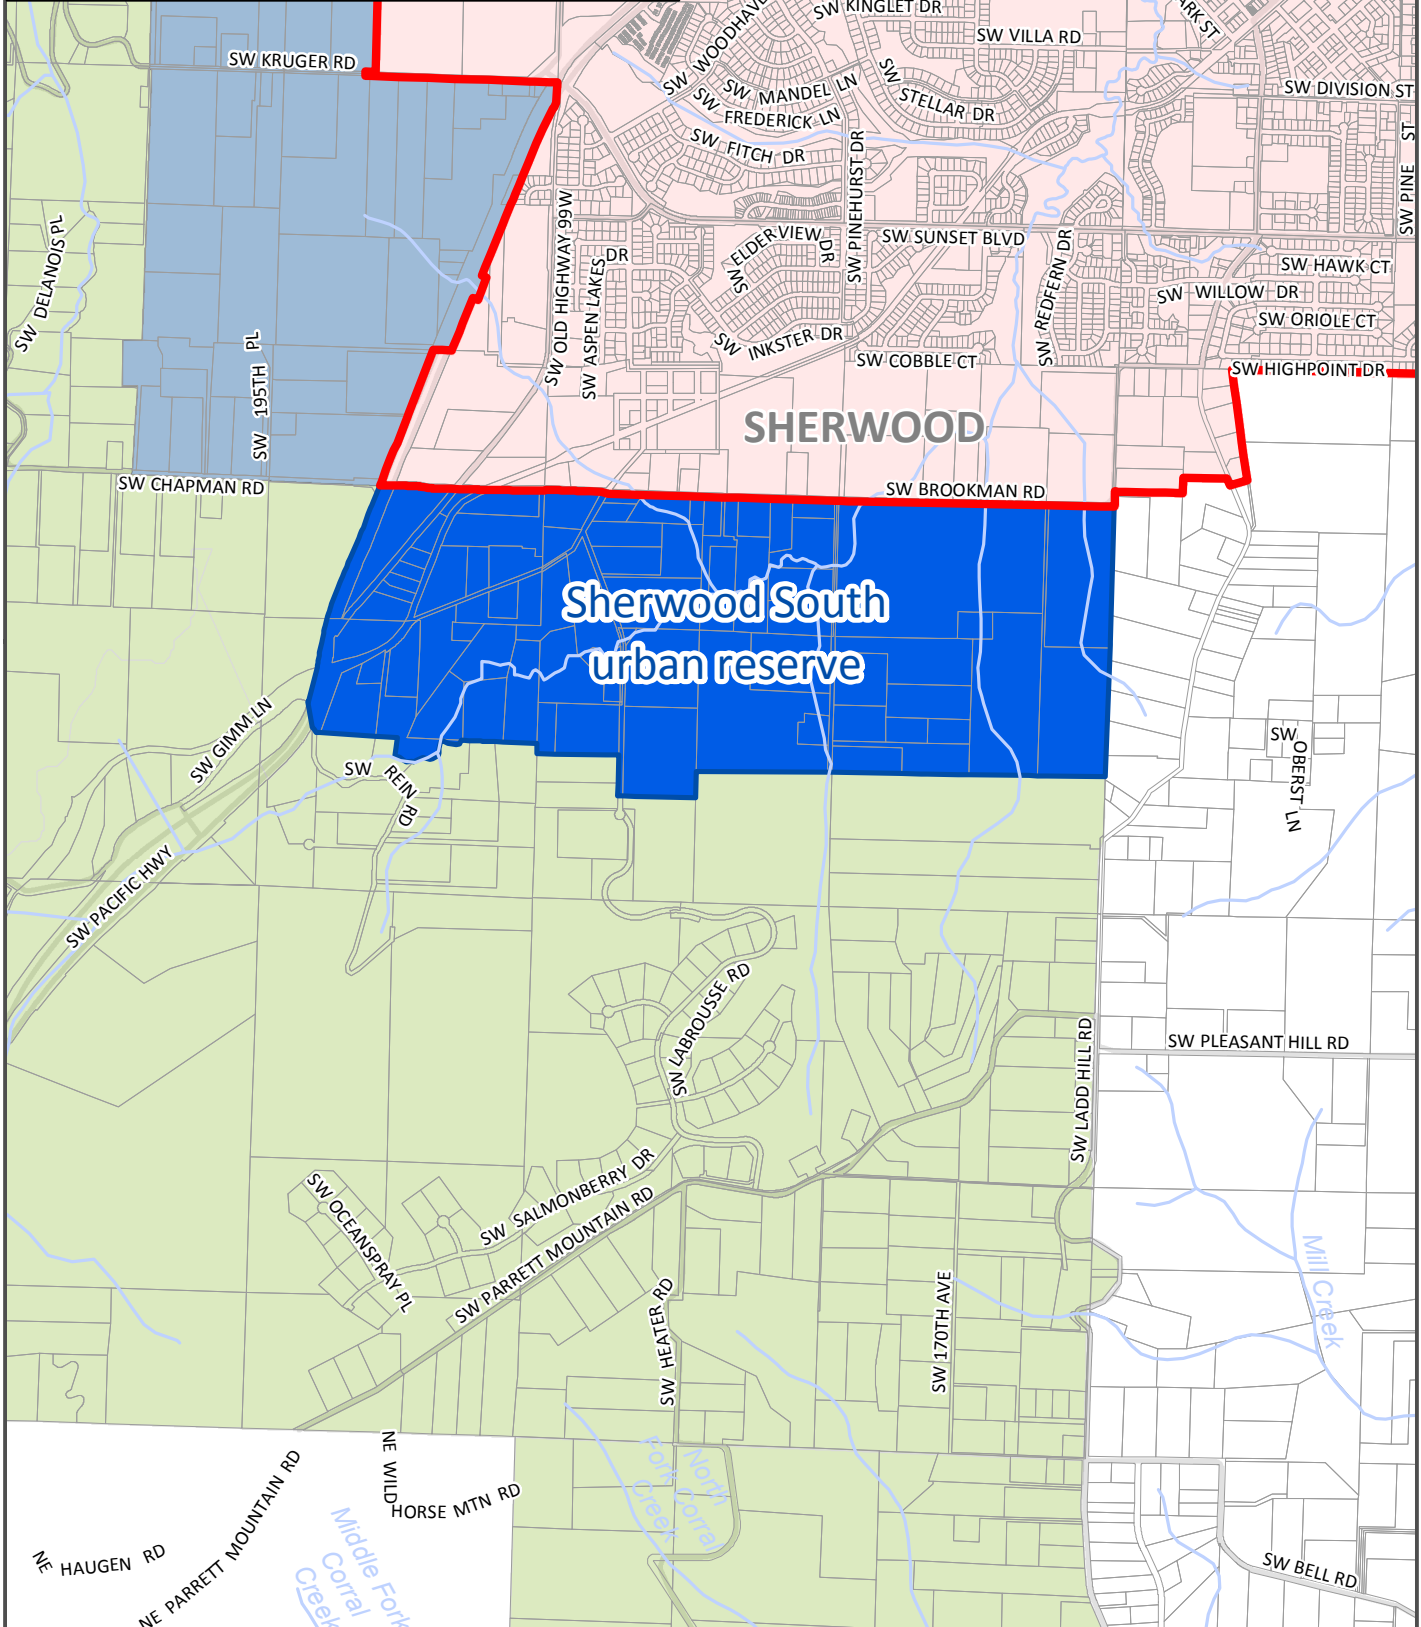 SW KINGLET DR
SW WOODHAVE
SW VILLA RD
ARK ST
SW KRUGER RD
SW MANDEL LN
SW STELLAR DR
SW DIVISION ST
SW FREDERICK LN
SW FITCH DR
SW PINEHURST DR
SW PINE ST
SW OLD HIGHWAY 99W
SW DELANOIS PL
SW ELDER VIEW DR
SW SUNSET BLVD
SW REDFERN DR
SW ASPEN LAKES DR
SW HAWK CT
SW WILLOW DR
SW ORIOLE CT
SW INKSTER DR
SW COBBLE CT
SW HIGHPOINT DR
SW 195TH PL
SHERWOOD
SW CHAPMAN RD
SW BROOKMAN RD
Sherwood South
urban reserve
SW GIMM LN
SW OBERST LN
SW REIN RD
SW PACIFIC HWY
SW LABROUSSE RD
SW LADD HILL RD
SW PLEASANT HILL RD
SW SALMONBERRY DR
SW OCEANSPRAY PL
SW PARRETT MOUNTAIN RD
SW HEATER RD
SW 170TH AVE
Mill Creek
NE WILD
HORSE MTN RD
North
Fork Corral
Creek
NE PARRETT MOUNTAIN RD
NE HAUGEN RD
Middle Fork
Corral
Creek
SW BELL RD